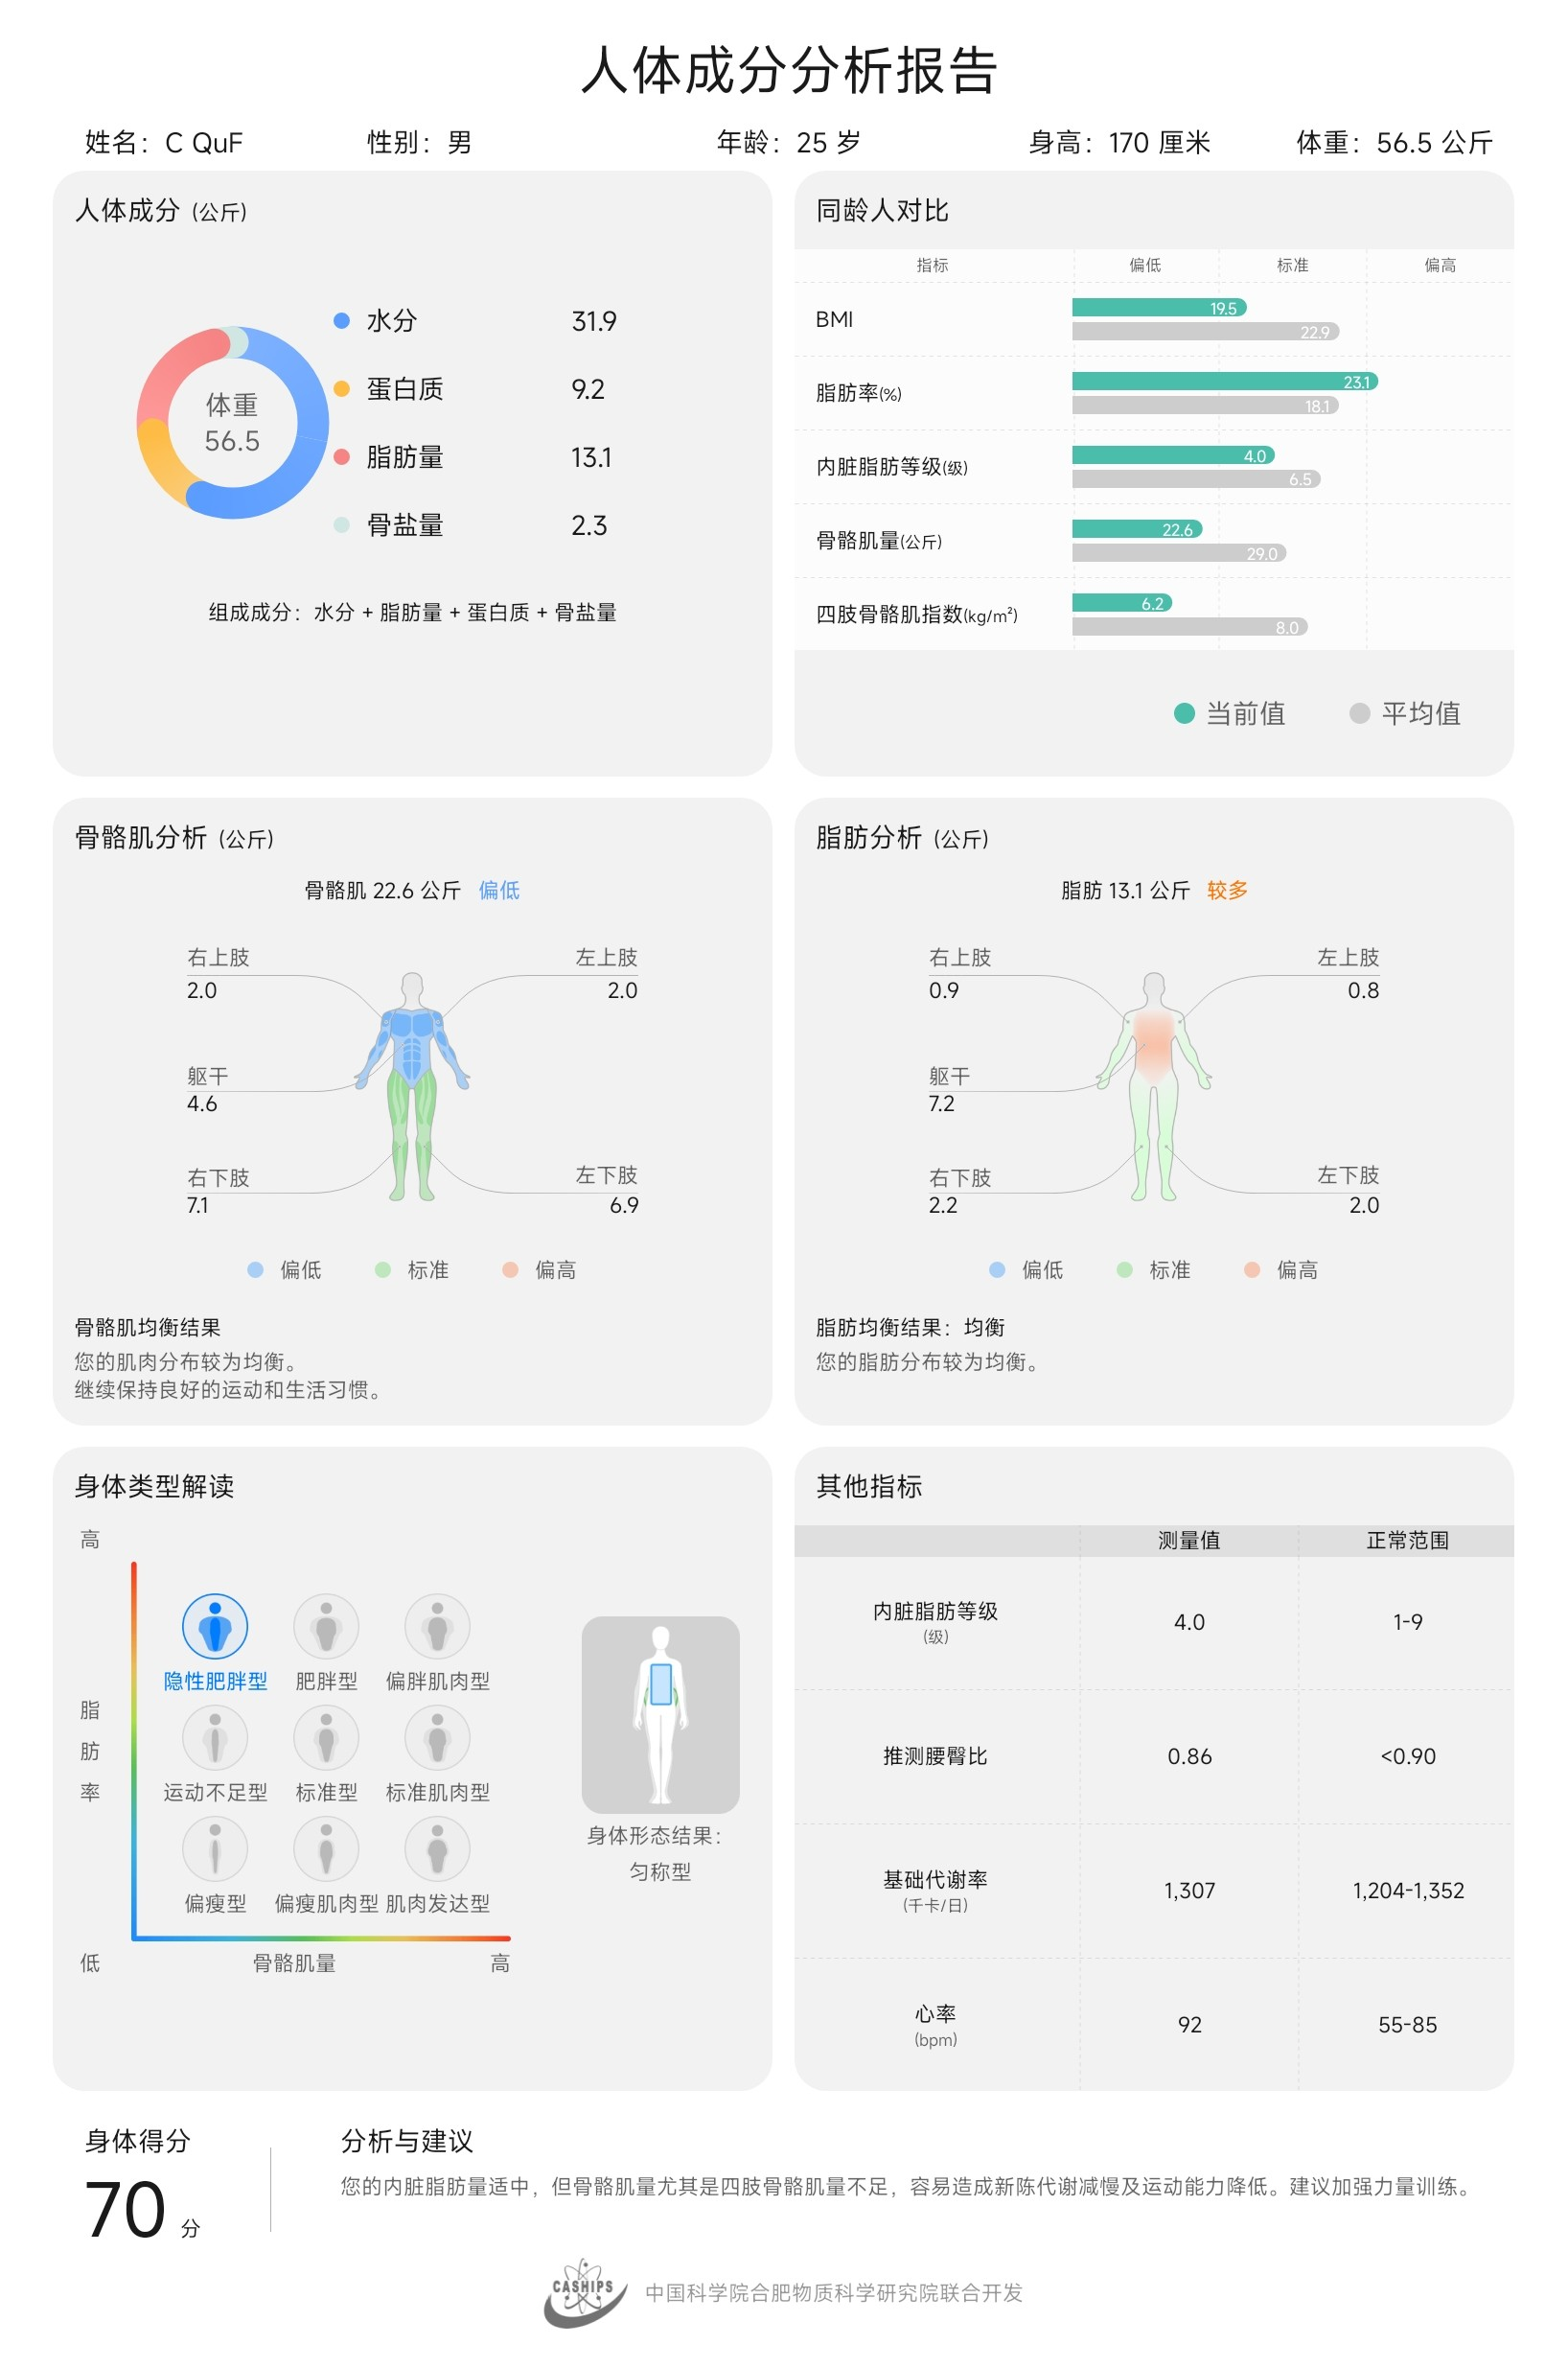 人体成分分析报告
姓名：C QuF 性别：男 年龄：25 岁 身高：170 厘米 体重：56.5 公斤
人体成分 (公斤)
体重
56.5
水分 31.9
蛋白质 9.2
脂肪量 13.1
骨盐量 2.3
组成成分：水分 + 脂肪量 + 蛋白质 + 骨盐量
同龄人对比
指标 偏低 标准 偏高
BMI 19.5
22.9
脂肪率(%) 23.1
18.1
内脏脂肪等级(级) 4.0
6.5
骨骼肌量(公斤) 22.6
29.0
四肢骨骼肌指数(kg/m²) 6.2
8.0
当前值 平均值
骨骼肌分析 (公斤)
骨骼肌 22.6 公斤 偏低
右上肢 左上肢
2.0 2.0
躯干
4.6
右下肢 左下肢
7.1 6.9
偏低 标准 偏高
骨骼肌均衡结果
您的肌肉分布较为均衡。
继续保持良好的运动和生活习惯。
脂肪分析 (公斤)
脂肪 13.1 公斤 较多
右上肢 左上肢
0.9 0.8
躯干
7.2
右下肢 左下肢
2.2 2.0
偏低 标准 偏高
脂肪均衡结果：均衡
您的脂肪分布较为均衡。
身体类型解读
高
脂
肪
率
隐性肥胖型 肥胖型 偏胖肌肉型
运动不足型 标准型 标准肌肉型
偏瘦型 偏瘦肌肉型 肌肉发达型
低 骨骼肌量 高
身体形态结果：
匀称型
其他指标
测量值 正常范围
内脏脂肪等级
(级)
4.0 1-9
推测腰臀比 0.86 <0.90
基础代谢率
(千卡/日)
1,307 1,204-1,352
心率
(bpm)
92 55-85
身体得分
70 分
分析与建议
您的内脏脂肪量适中，但骨骼肌量尤其是四肢骨骼肌量不足，容易造成新陈代谢减慢及运动能力降低。建议加强力量训练。
CASHIPS
中国科学院合肥物质科学研究院联合开发